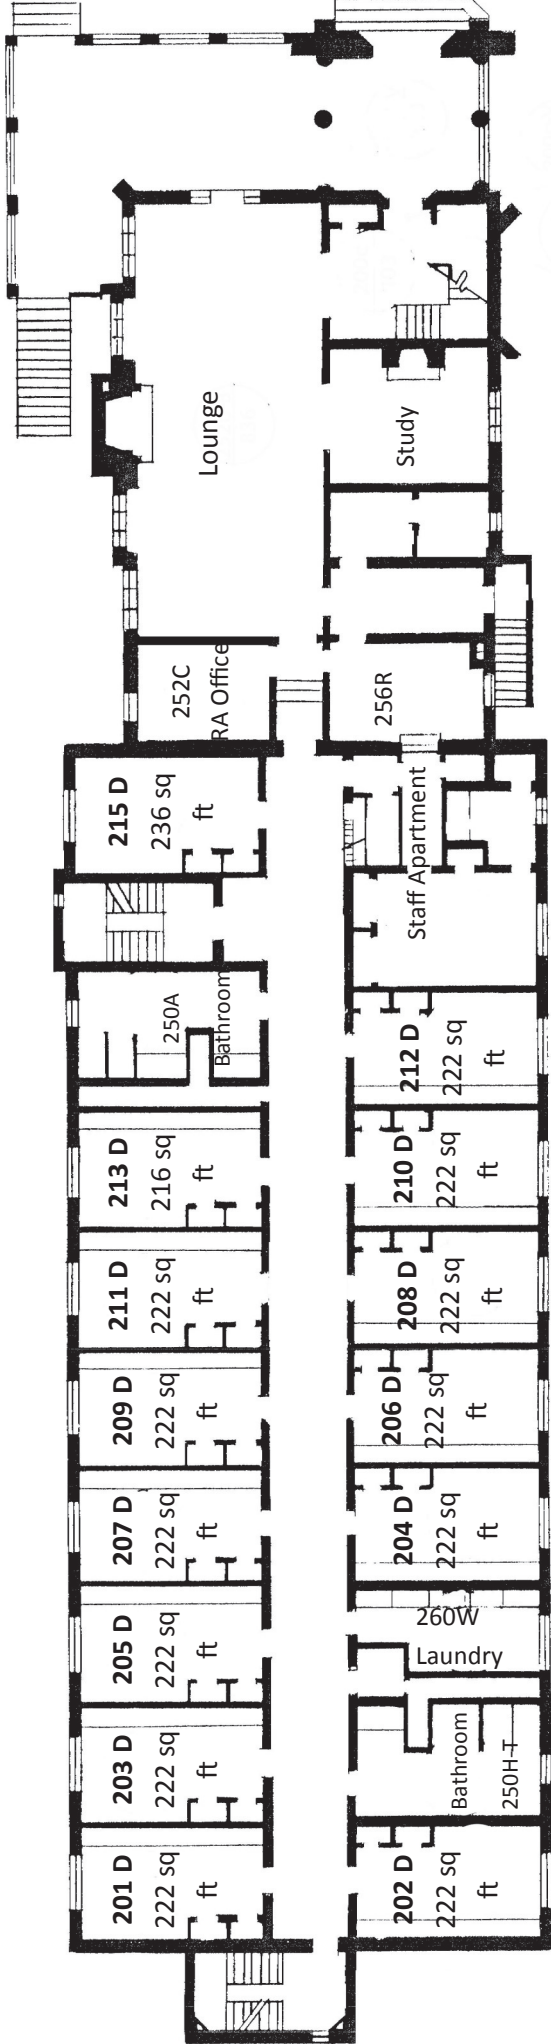 Lounge
Study
252C
RA Office
256R
215 D
236 sq
ft
Staff Apartment
250A
Bathroom
212 D
222 sq
ft
213 D
216 sq
ft
210 D
222 sq
ft
211 D
222 sq
ft
208 D
222 sq
ft
209 D
222 sq
ft
206 D
222 sq
ft
207 D
222 sq
ft
204 D
222 sq
ft
205 D
222 sq
ft
260W
Laundry
203 D
222 sq
ft
Bathroom
250H-T
201 D
222 sq
ft
202 D
222 sq
ft